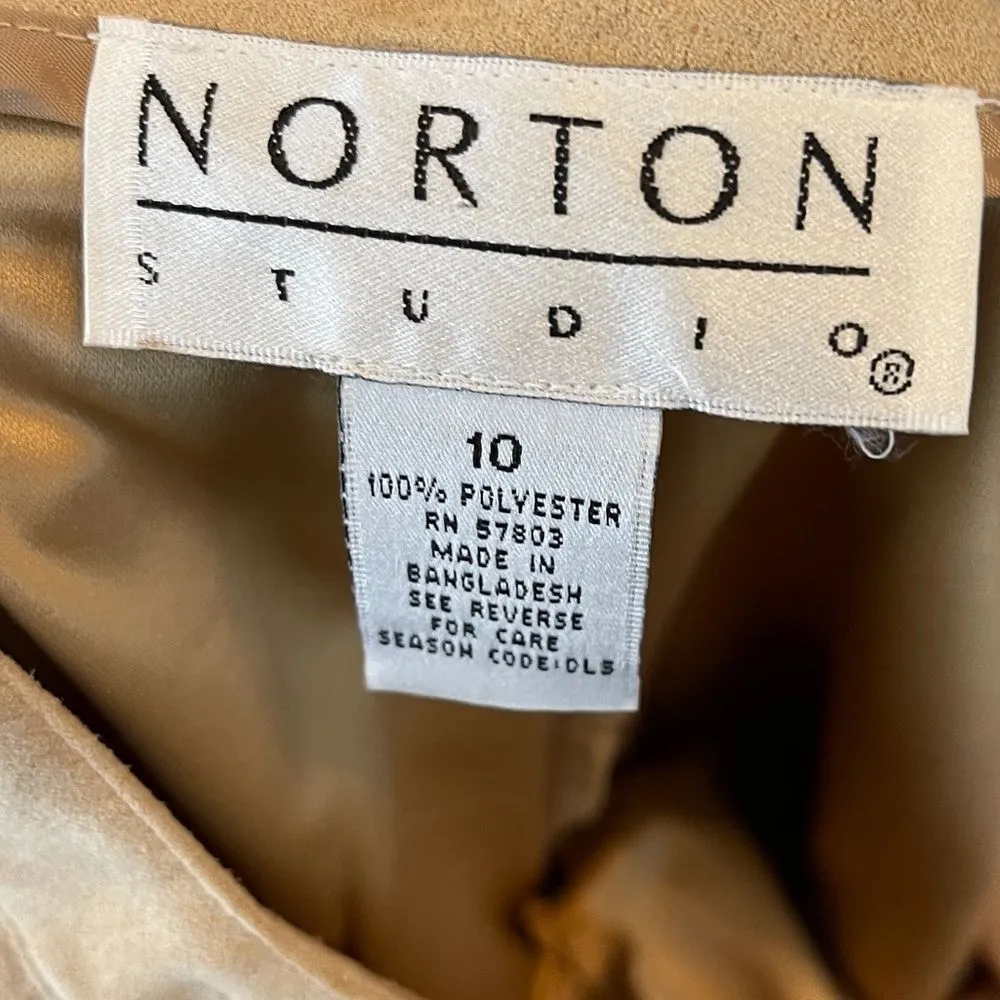 NORTON
STUDIO®
10
100% POLYESTER
RN 57803
MADE IN
BANGLADESH
SEE REVERSE
FOR CARE
SEASON CODE:DLS